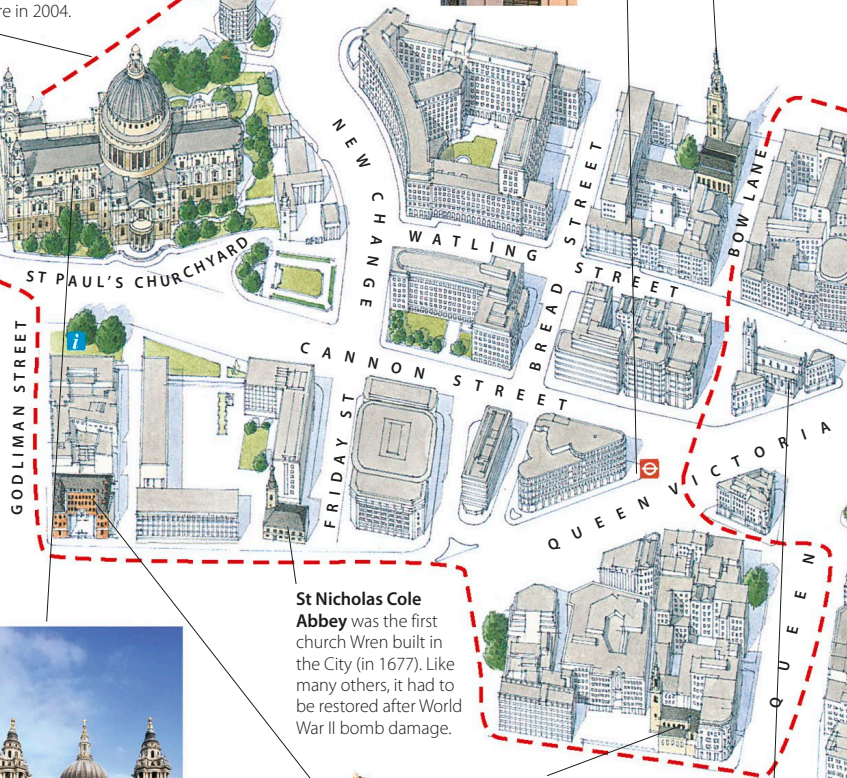 re in 2004.
NEW CHANGE
BREAD STREET
BOW LANE
WATLING STREET
ST PAUL'S CHURCHYARD
i
GODLIMAN STREET
CANNON STREET
FRIDAY ST
QUEEN VICTORIA
QUEEN
St Nicholas Cole
Abbey was the first
church Wren built in
the City (in 1677). Like
many others, it had to
be restored after World
War II bomb damage.